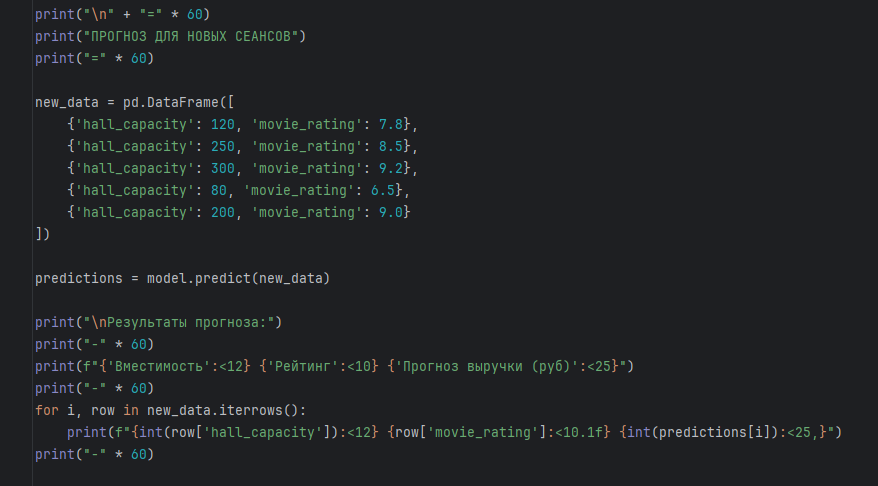 print("\n" + "=" * 60)
print("ПРОГНОЗ ДЛЯ НОВЫХ СЕАНСОВ")
print("=" * 60)

new_data = pd.DataFrame([
    {'hall_capacity': 120, 'movie_rating': 7.8},
    {'hall_capacity': 250, 'movie_rating': 8.5},
    {'hall_capacity': 300, 'movie_rating': 9.2},
    {'hall_capacity': 80, 'movie_rating': 6.5},
    {'hall_capacity': 200, 'movie_rating': 9.0}
])

predictions = model.predict(new_data)

print("\nРезультаты прогноза:")
print("-" * 60)
print(f"{'Вместимость':<12} {'Рейтинг':<10} {'Прогноз выручки (руб)':<25}")
print("-" * 60)
for i, row in new_data.iterrows():
    print(f"{int(row['hall_capacity']):<12} {row['movie_rating']:<10.1f} {int(predictions[i]):<25,}")
print("-" * 60)